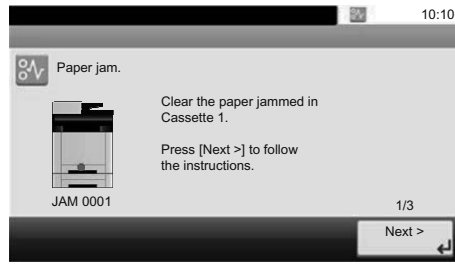 10:10
Paper jam.
Clear the paper jammed in
Cassette 1.
Press [Next >] to follow
the instructions.
JAM 0001
1/3
Next >